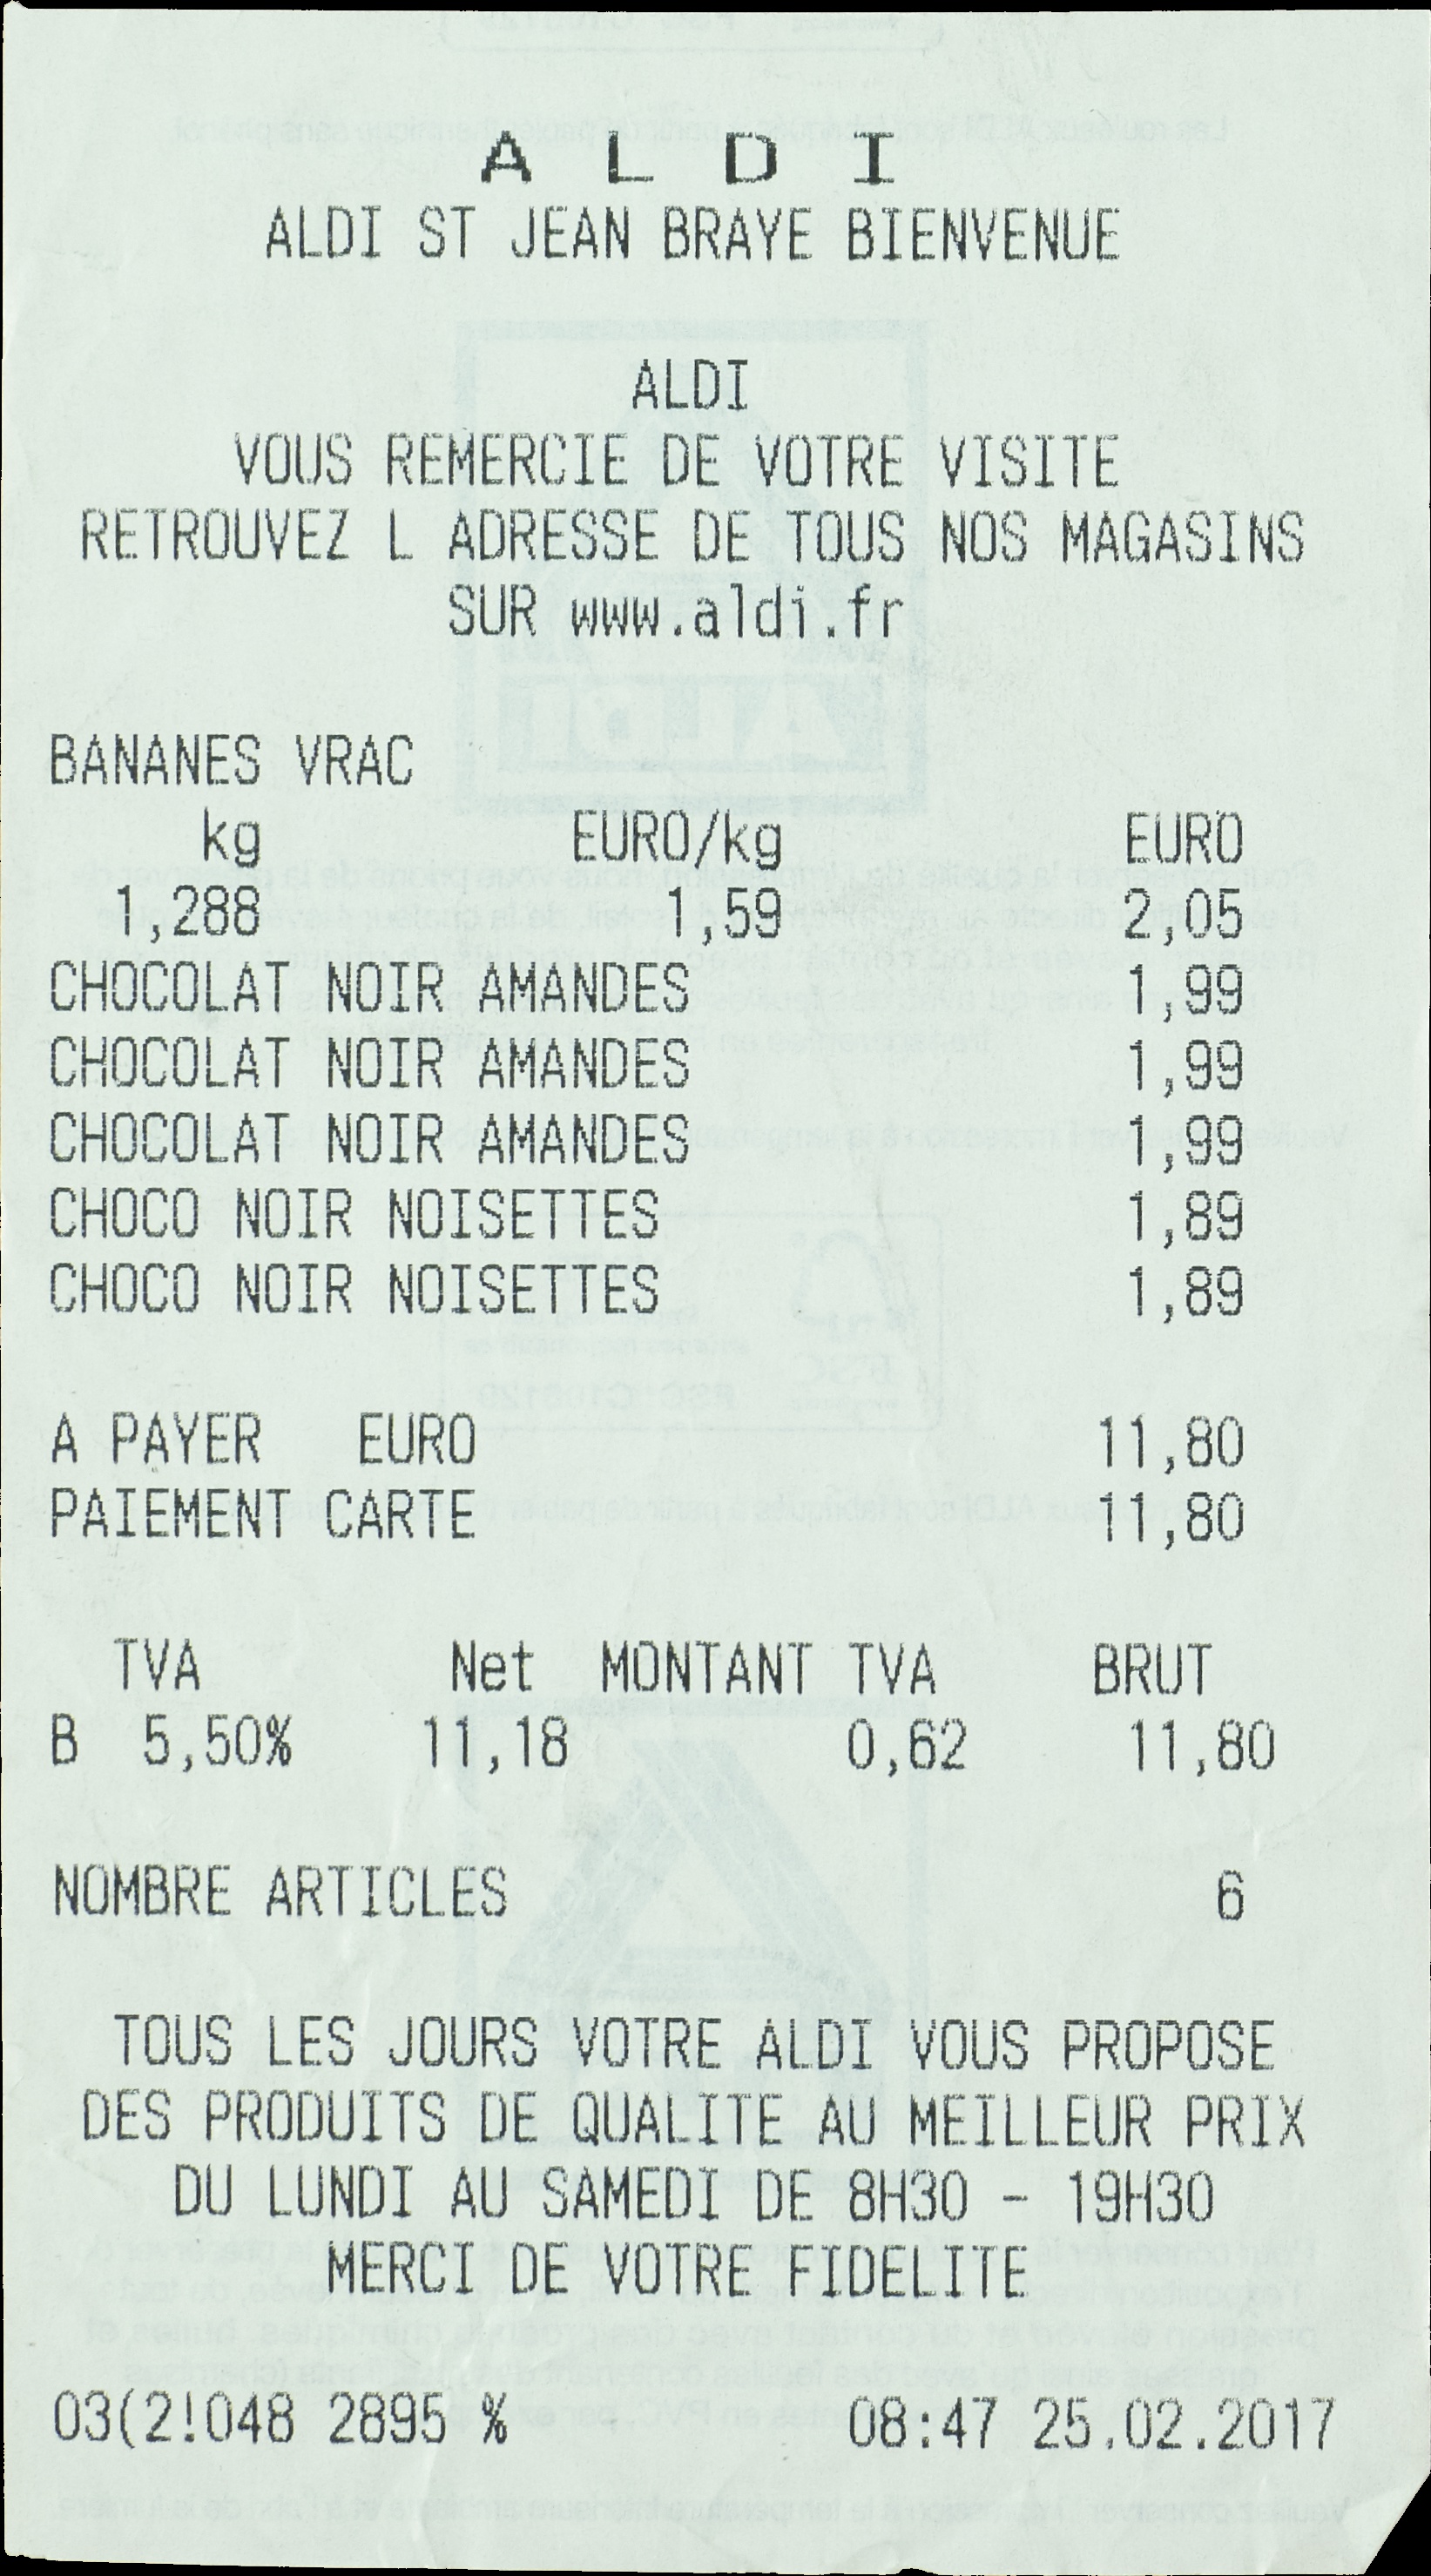 A L D I
ALDI ST JEAN BRAYE BIENVENUE
ALDI
VOUS REMERCIE DE VOTRE VISITE
RETROUVEZ L ADRESSE DE TOUS NOS MAGASINS
SUR www.aldi.fr
BANANES VRAC
kg EURO/kg EURO
1,288 1,59 2,05
CHOCOLAT NOIR AMANDES 1,99
CHOCOLAT NOIR AMANDES 1,99
CHOCOLAT NOIR AMANDES 1,99
CHOCO NOIR NOISETTES 1,89
CHOCO NOIR NOISETTES 1,89
A PAYER EURO 11,80
PAIEMENT CARTE 11,80
TVA Net MONTANT TVA BRUT
B 5,50% 11,18 0,62 11,80
NOMBRE ARTICLES 6
TOUS LES JOURS VOTRE ALDI VOUS PROPOSE
DES PRODUITS DE QUALITE AU MEILLEUR PRIX
DU LUNDI AU SAMEDI DE 8H30 - 19H30
MERCI DE VOTRE FIDELITE
03(2!048 2895 % 08:47 25.02.2017